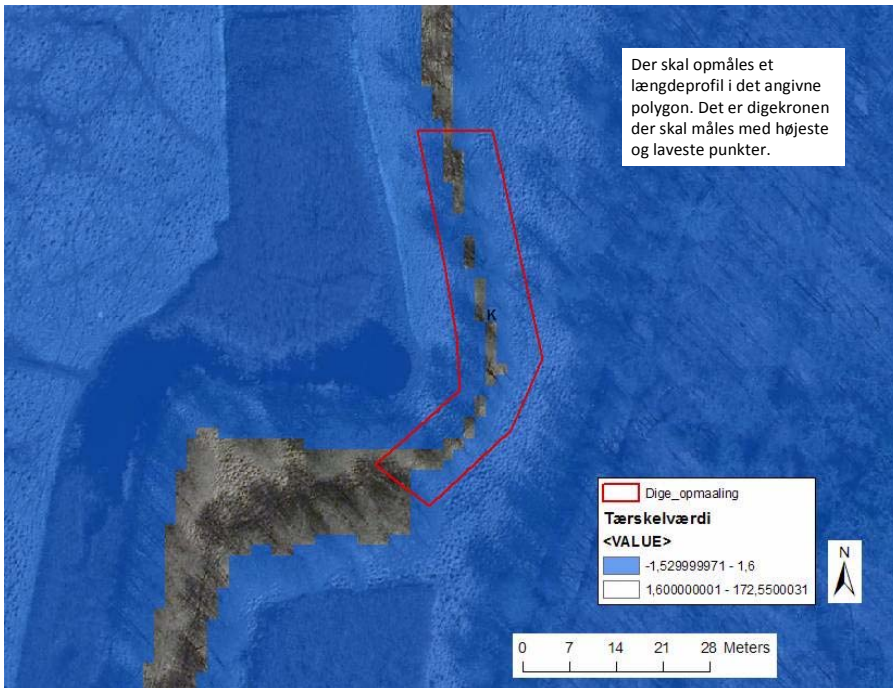 Der skal opmåles et
længdeprofil i det angivne
polygon. Det er digekronen
der skal måles med højeste
og laveste punkter.
K
Dige_opmaaling
Tærskelværdi
<VALUE>
-1,529999971 - 1,6
1,600000001 - 172,5500031
N
0 7 14 21 28 Meters